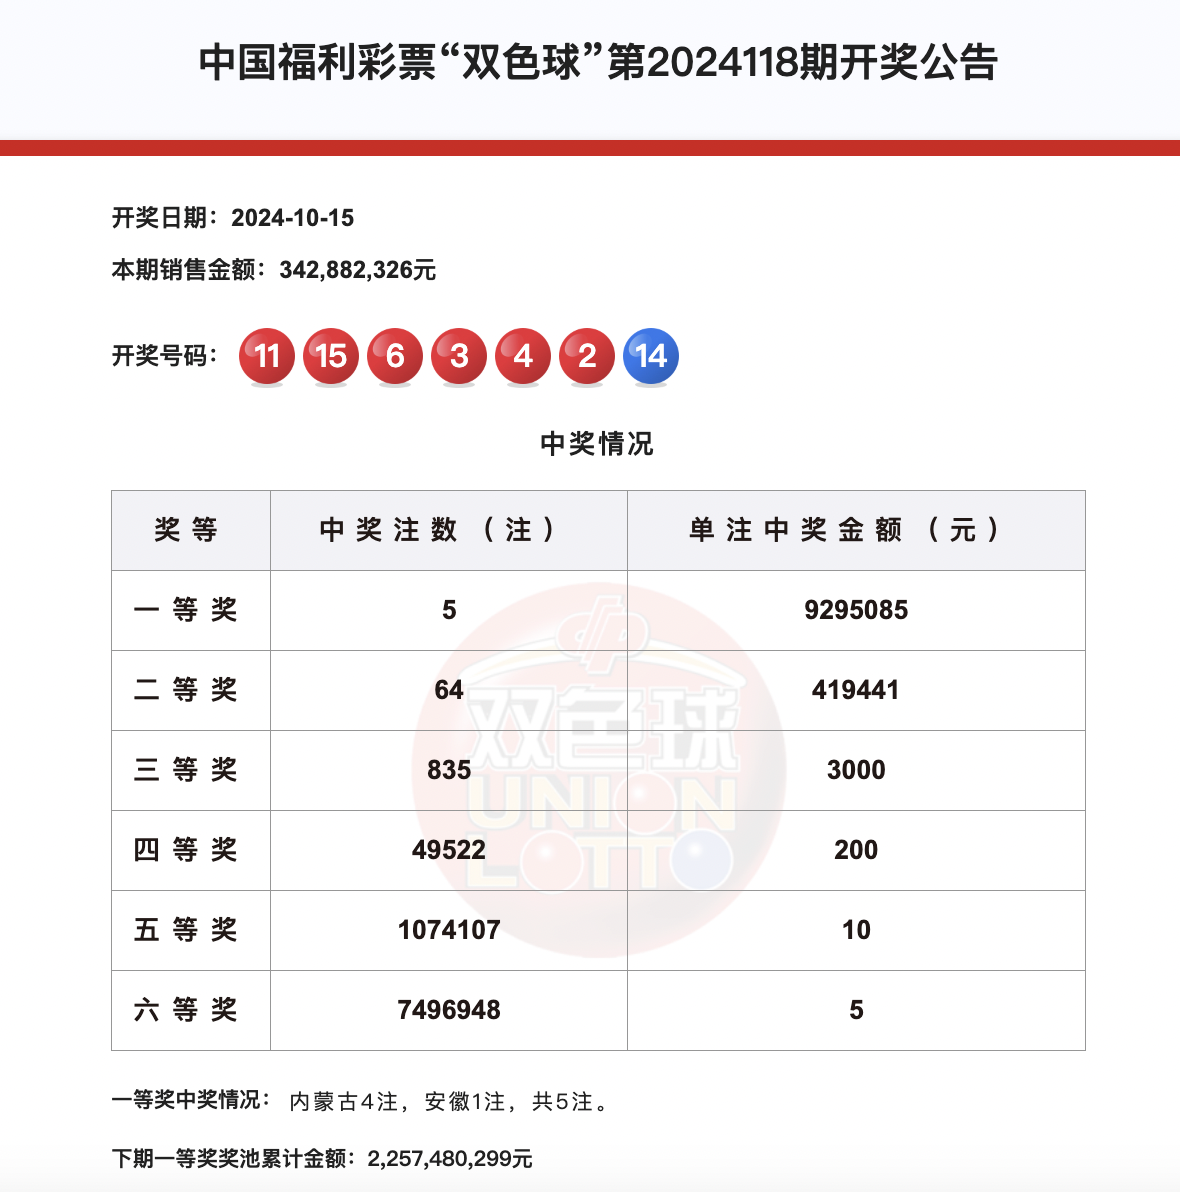 中国福利彩票“双色球”第2024118期开奖公告
开奖日期：2024-10-15
本期销售金额：342,882,326元
开奖号码： 11 15 6 3 4 2 14
中奖情况
奖等 中奖注数（注） 单注中奖金额（元）
一等奖 5 9295085
二等奖 64 419441
三等奖 835 3000
四等奖 49522 200
五等奖 1074107 10
六等奖 7496948 5
双色球
UNION
LOTTO
一等奖中奖情况： 内蒙古4注，安徽1注，共5注。
下期一等奖奖池累计金额：2,257,480,299元